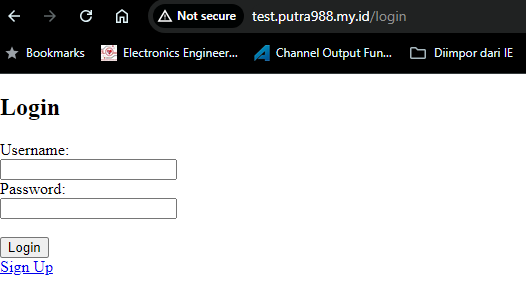 Not secure test.putra988.my.id/login
Bookmarks Electronics Engineer... Channel Output Fun... Diimpor dari IE
Login
Username:
Password:
Login
Sign Up